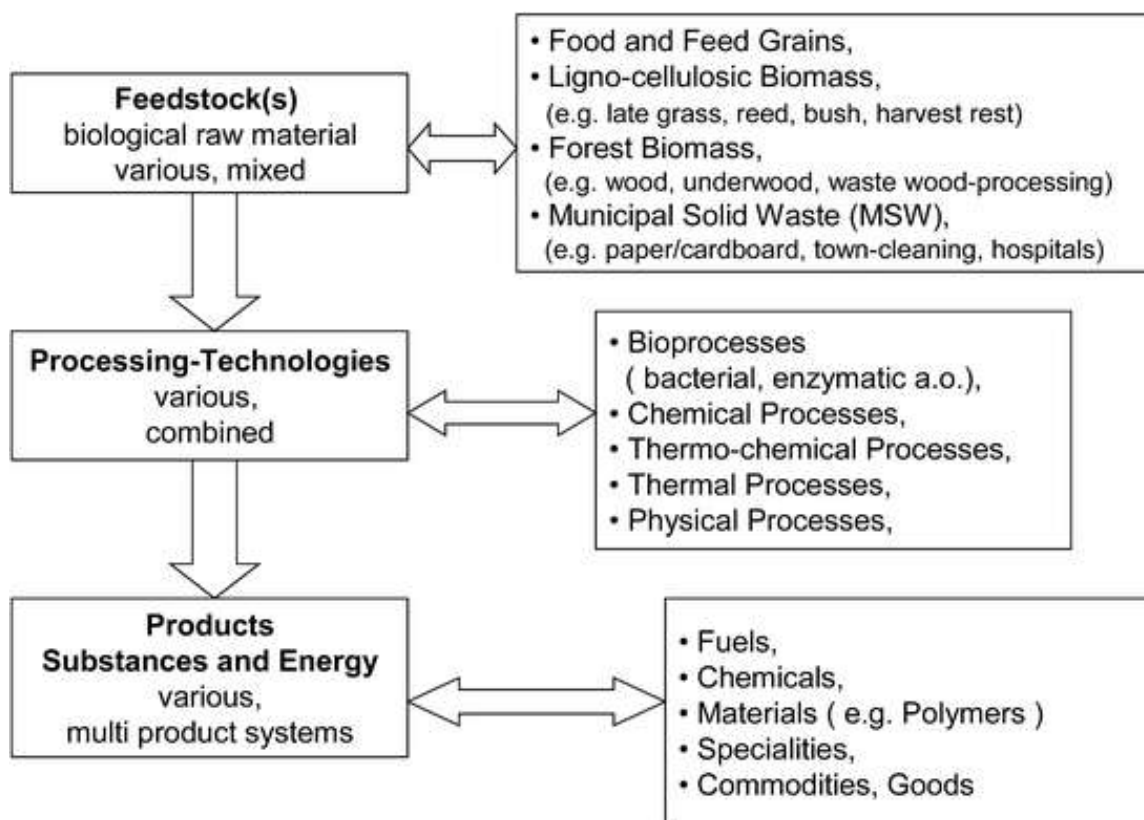 Feedstock(s)
biological raw material
various, mixed
• Food and Feed Grains,
• Ligno-cellulosic Biomass,
(e.g. late grass, reed, bush, harvest rest)
• Forest Biomass,
(e.g. wood, underwood, waste wood-processing)
• Municipal Solid Waste (MSW),
(e.g. paper/cardboard, town-cleaning, hospitals)
Processing-Technologies
various,
combined
• Bioprocesses
( bacterial, enzymatic a.o.),
• Chemical Processes,
• Thermo-chemical Processes,
• Thermal Processes,
• Physical Processes,
Products
Substances and Energy
various,
multi product systems
• Fuels,
• Chemicals,
• Materials ( e.g. Polymers )
• Specialities,
• Commodities, Goods